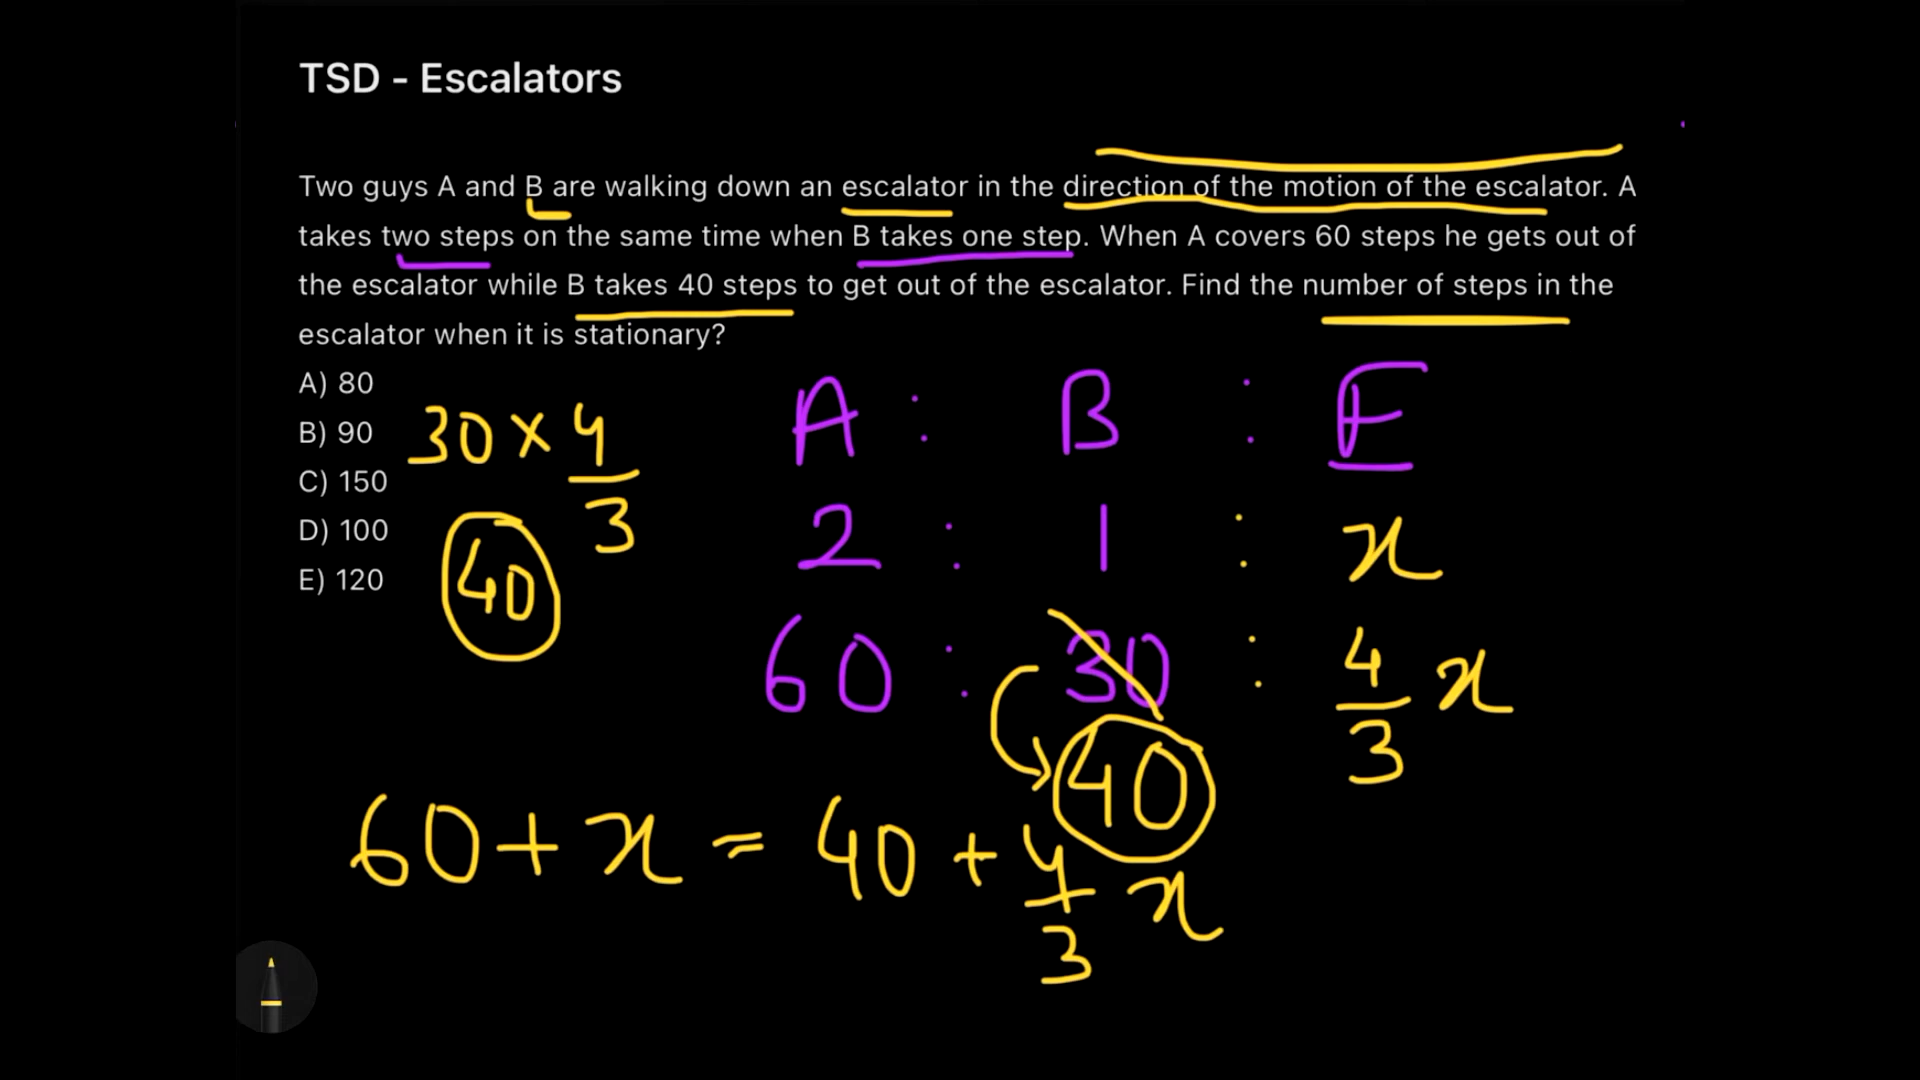 TSD - Escalators
Two guys A and B are walking down an escalator in the direction of the motion of the escalator. A
takes two steps on the same time when B takes one step. When A covers 60 steps he gets out of
the escalator while B takes 40 steps to get out of the escalator. Find the number of steps in the
escalator when it is stationary?
A) 80
B) 90
C) 150
D) 100
E) 120
30 × 4/3
40
A : B : E
2 : 1 : x
60 : 30 : 4/3 x
40
60 + x = 40 + 4/3 x